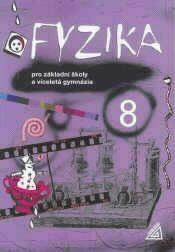 FYZIKA
pro základní školy
a víceletá gymnázia
8